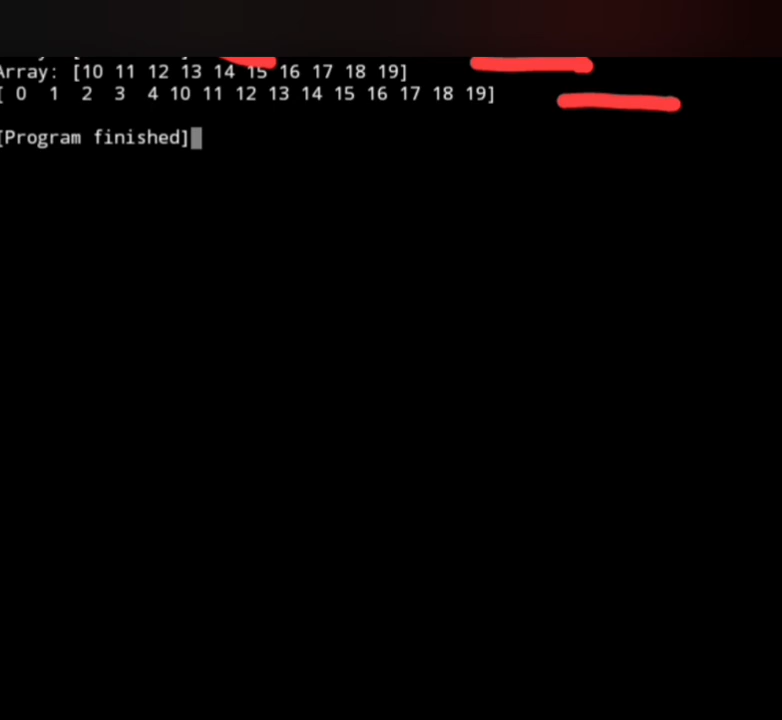 Array: [10 11 12 13 14 15 16 17 18 19]
[ 0 1 2 3 4 10 11 12 13 14 15 16 17 18 19]
[Program finished]